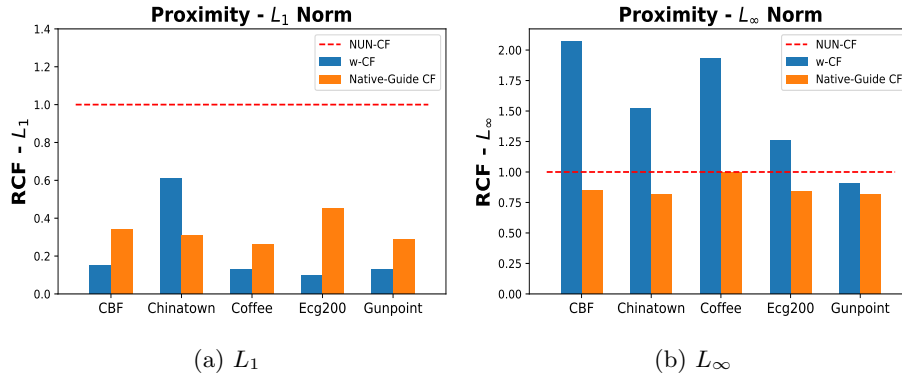 Proximity - L₁ Norm
RCF - L₁
1.4
1.2
1.0
0.8
0.6
0.4
0.2
0.0
NUN-CF
w-CF
Native-Guide CF
CBF Chinatown Coffee Ecg200 Gunpoint
(a) L₁
Proximity - L∞ Norm
RCF - L∞
2.00
1.75
1.50
1.25
1.00
0.75
0.50
0.25
0.00
NUN-CF
w-CF
Native-Guide CF
CBF Chinatown Coffee Ecg200 Gunpoint
(b) L∞